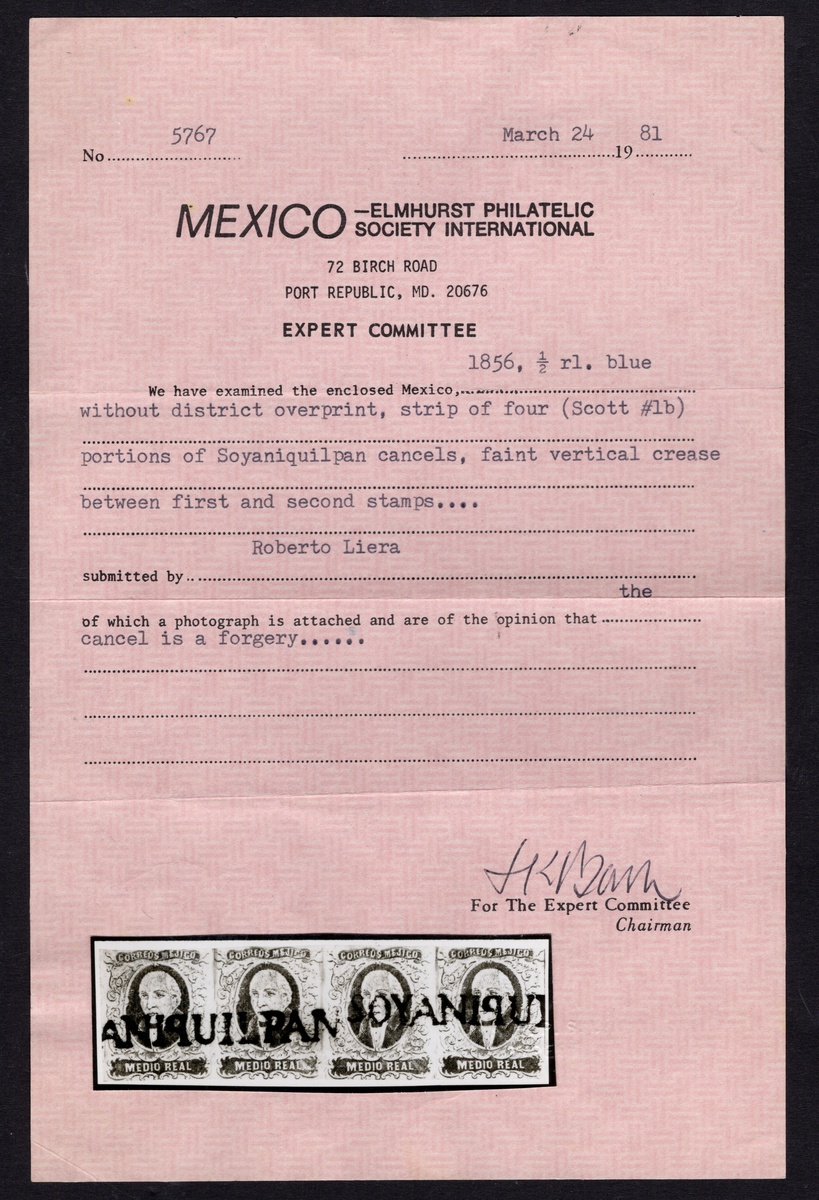 5767 March 24 81
No 19
MEXICO —ELMHURST PHILATELIC
SOCIETY INTERNATIONAL
72 BIRCH ROAD
PORT REPUBLIC, MD. 20676
EXPERT COMMITTEE
1856, ½ rl. blue
We have examined the enclosed Mexico,
without district overprint, strip of four (Scott #1b)
portions of Soyaniquilpan cancels, faint vertical crease
between first and second stamps....
Roberto Liera
submitted by
the
of which a photograph is attached and are of the opinion that
cancel is a forgery......
For The Expert Committee
Chairman
CORREOS MEJICO CORREOS MEJICO CORREOS MEJICO CORREOS MEJICO
ANIQUILPAN SOYANIQUI
MEDIO REAL MEDIO REAL MEDIO REAL MEDIO REAL